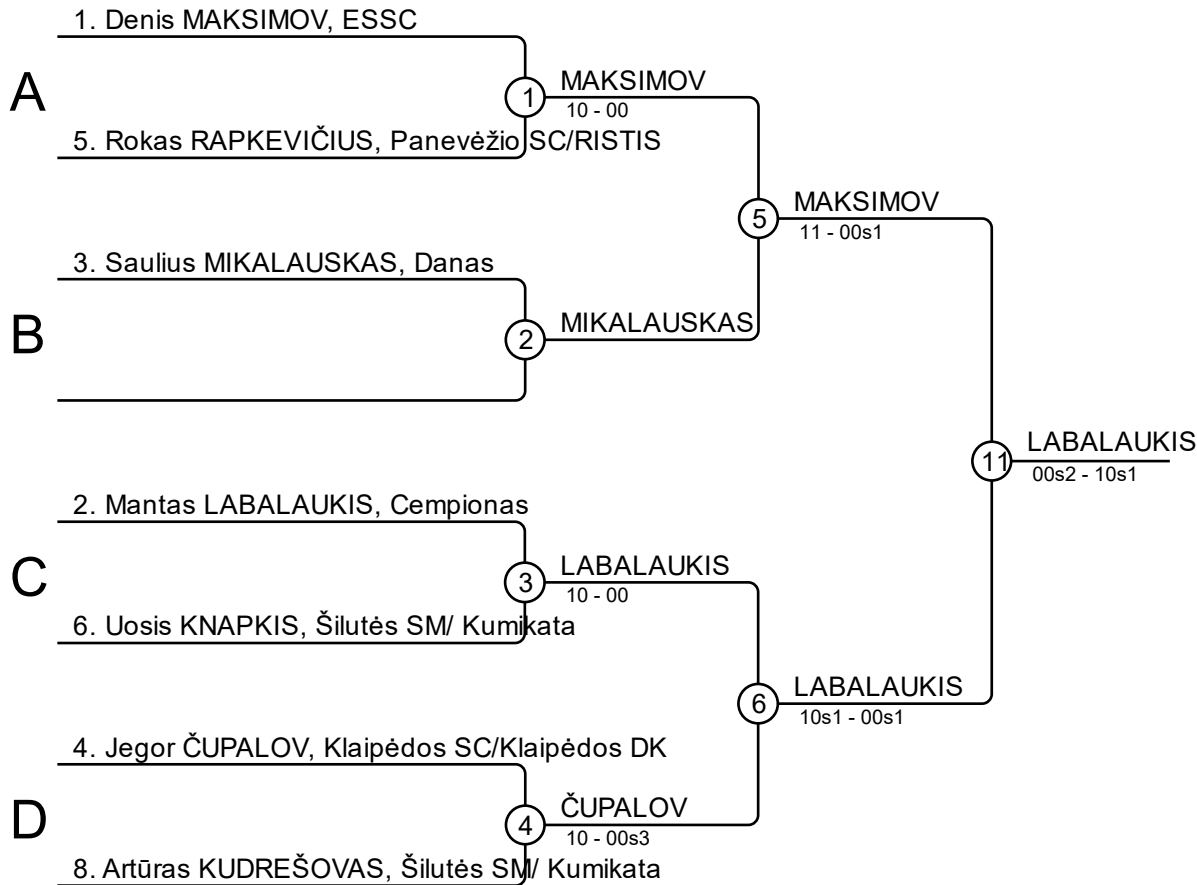 1. Denis MAKSIMOV, ESSC
A
1
MAKSIMOV
10 - 00
5. Rokas RAPKEVIČIUS, Panevėžio SC/RISTIS
5
MAKSIMOV
11 - 00s1
3. Saulius MIKALAUSKAS, Danas
B
2
MIKALAUSKAS
11
LABALAUKIS
00s2 - 10s1
2. Mantas LABALAUKIS, Cempionas
C
3
LABALAUKIS
10 - 00
6. Uosis KNAPKIS, Šilutės SM/ Kumikata
6
LABALAUKIS
10s1 - 00s1
4. Jegor ČUPALOV, Klaipėdos SC/Klaipėdos DK
D
4
ČUPALOV
10 - 00s3
8. Artūras KUDREŠOVAS, Šilutės SM/ Kumikata